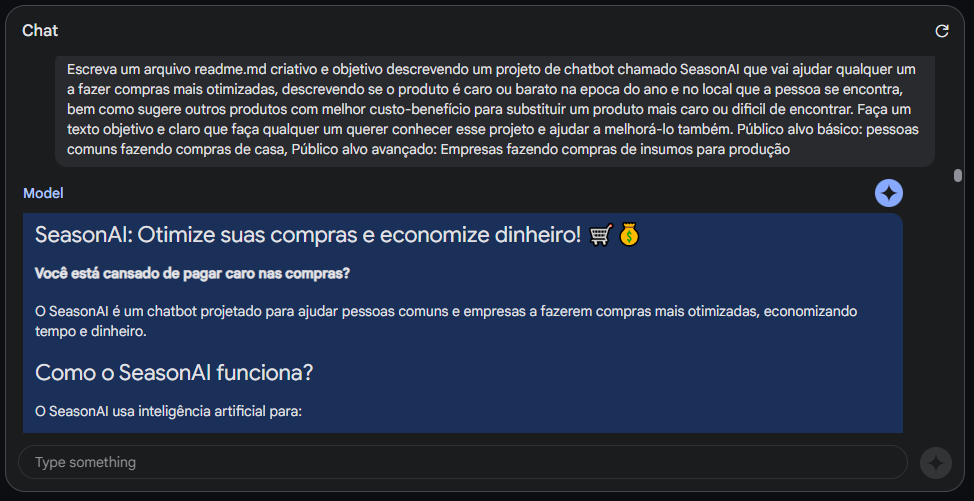 Chat
Escreva um arquivo readme.md criativo e objetivo descrevendo um projeto de chatbot chamado SeasonAI que vai ajudar qualquer um
a fazer compras mais otimizadas, descrevendo se o produto é caro ou barato na epoca do ano e no local que a pessoa se encontra,
bem como sugere outros produtos com melhor custo-benefício para substituir um produto mais caro ou dificil de encontrar. Faça um
texto objetivo e claro que faça qualquer um querer conhecer esse projeto e ajudar a melhorá-lo também. Público alvo básico: pessoas
comuns fazendo compras de casa, Público alvo avançado: Empresas fazendo compras de insumos para produção
Model
SeasonAI: Otimize suas compras e economize dinheiro! 🛒 💰
Você está cansado de pagar caro nas compras?
O SeasonAI é um chatbot projetado para ajudar pessoas comuns e empresas a fazerem compras mais otimizadas, economizando
tempo e dinheiro.
Como o SeasonAI funciona?
O SeasonAI usa inteligência artificial para:
Type something